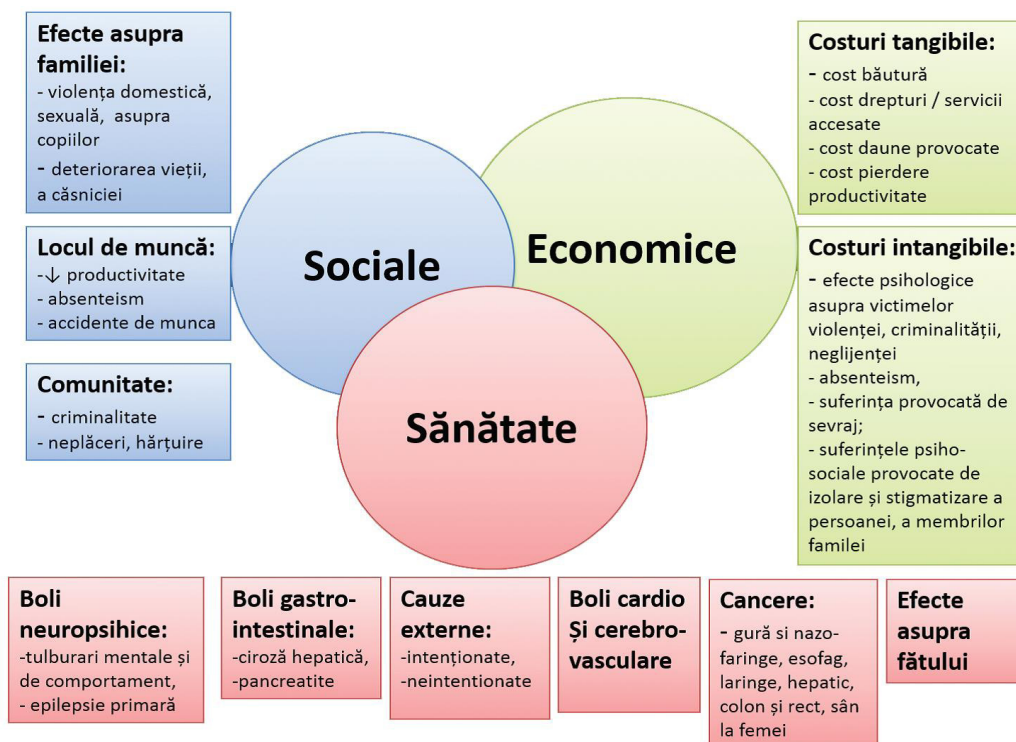 Efecte asupra
familiei:
- violența domestică,
sexuală, asupra
copiilor
- deteriorarea vieții,
a căsniciei
Locul de muncă:
-↓ productivitate
- absenteism
- accidente de munca
Comunitate:
- criminalitate
- neplăceri, hărțuire
Sociale
Economice
Sănătate
Costuri tangibile:
- cost băutură
- cost drepturi / servicii
accesate
- cost daune provocate
- cost pierdere
productivitate
Costuri intangibile:
- efecte psihologice
asupra victimelor
violenței, criminalității,
neglijenței
- absenteism,
- suferința provocată de
sevraj;
- suferințele psiho-
sociale provocate de
izolare și stigmatizare a
persoanei, a membrilor
familei
Boli
neuropsihice:
-tulburari mentale și
de comportament,
- epilepsie primară
Boli gastro-
intestinale:
-ciroză hepatică,
-pancreatite
Cauze
externe:
-intenționate,
-neintentionate
Boli cardio
Și cerebro-
vasculare
Cancere:
- gură si nazo-
faringe, esofag,
laringe, hepatic,
colon și rect, sân
la femei
Efecte
asupra
fătului